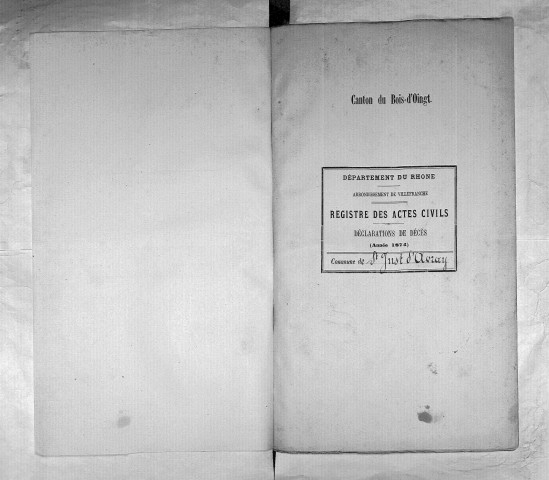 Canton du Bois-d'Oingt.
DÉPARTEMENT DU RHONE
ARRONDISSEMENT DE VILLEFRANCHE
REGISTRE DES ACTES CIVILS
DÉCLARATIONS DE DÉCÈS
(Année 1874)
Commune de St Just d'Avray